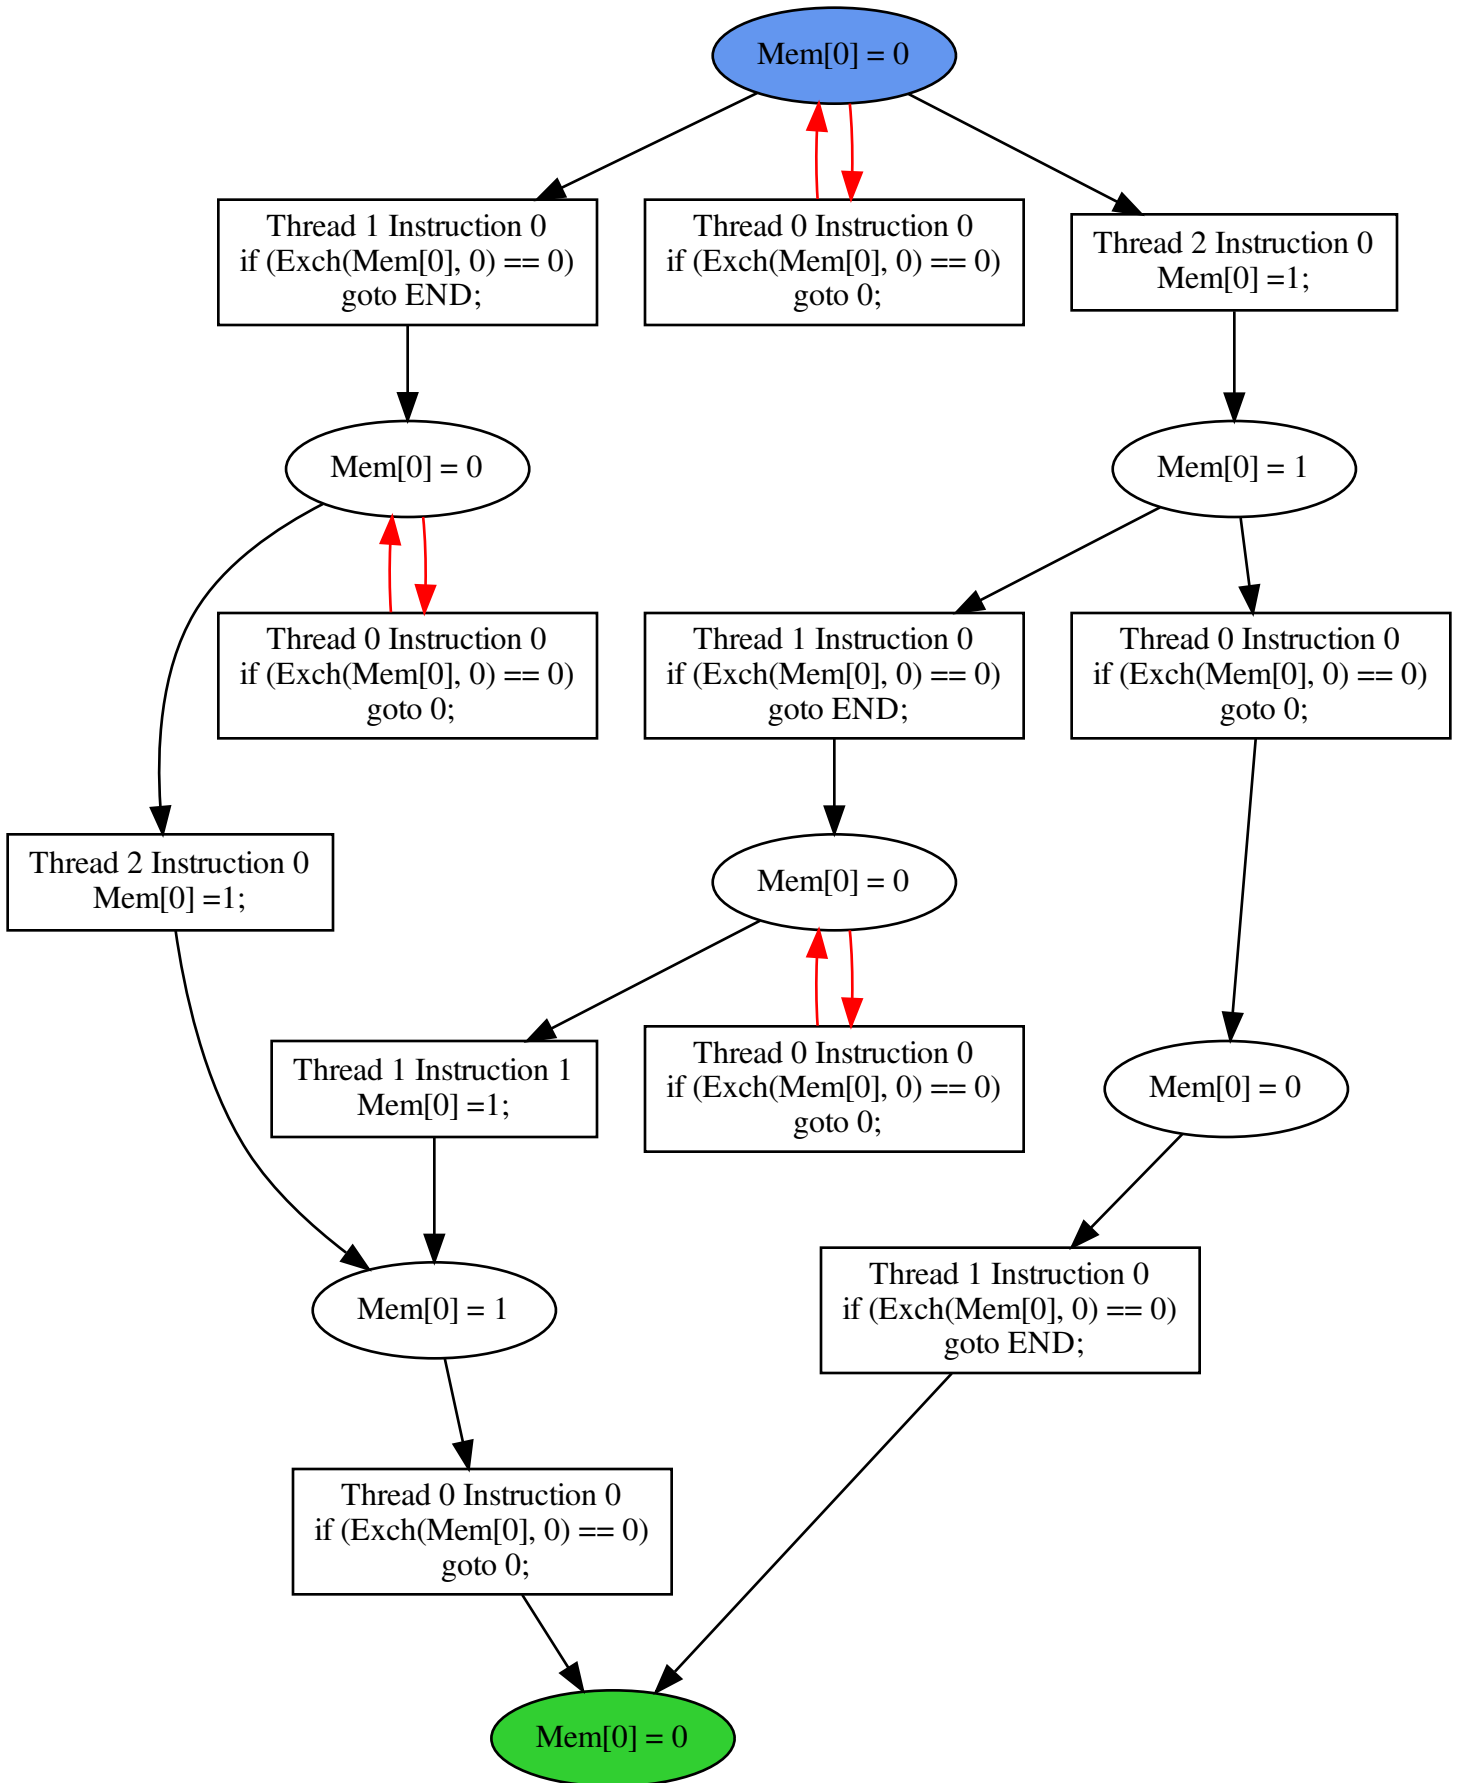 Mem[0] = 0
Thread 1 Instruction 0
if (Exch(Mem[0], 0) == 0)
goto END;
Thread 0 Instruction 0
if (Exch(Mem[0], 0) == 0)
goto 0;
Thread 2 Instruction 0
Mem[0] =1;
Mem[0] = 0
Mem[0] = 1
Thread 0 Instruction 0
if (Exch(Mem[0], 0) == 0)
goto 0;
Thread 1 Instruction 0
if (Exch(Mem[0], 0) == 0)
goto END;
Thread 0 Instruction 0
if (Exch(Mem[0], 0) == 0)
goto 0;
Thread 2 Instruction 0
Mem[0] =1;
Mem[0] = 0
Thread 1 Instruction 1
Mem[0] =1;
Thread 0 Instruction 0
if (Exch(Mem[0], 0) == 0)
goto 0;
Mem[0] = 0
Mem[0] = 1
Thread 1 Instruction 0
if (Exch(Mem[0], 0) == 0)
goto END;
Thread 0 Instruction 0
if (Exch(Mem[0], 0) == 0)
goto 0;
Mem[0] = 0